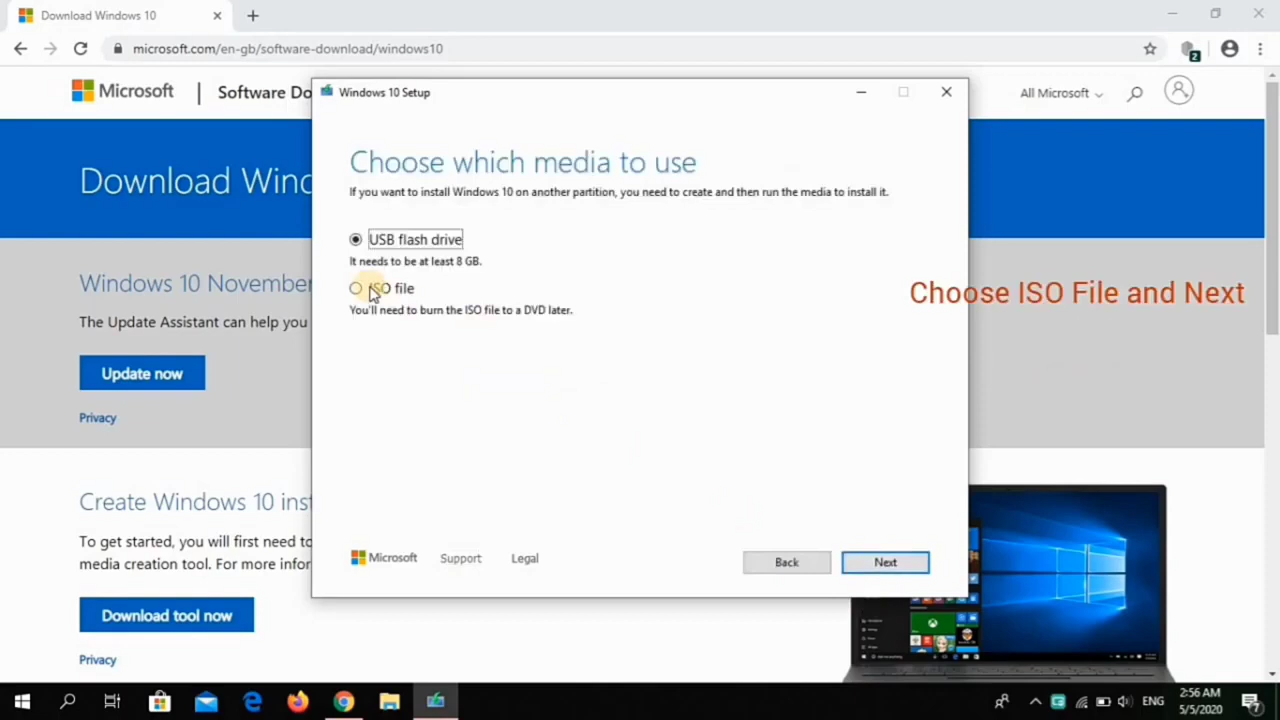 Download Windows 10
microsoft.com/en-gb/software-download/windows10
2
Microsoft
Software Do
All Microsoft
Windows 10 Setup
Download Wind
Choose which media to use
If you want to install Windows 10 on another partition, you need to create and then run the media to install it.
USB flash drive
It needs to be at least 8 GB.
ISO file
You'll need to burn the ISO file to a DVD later.
Choose ISO File and Next
Windows 10 November
The Update Assistant can help you
Update now
Privacy
Create Windows 10 inst
To get started, you will first need to
media creation tool. For more infor
Download tool now
Privacy
Microsoft
Support
Legal
Back
Next
ENG
2:56 AM
5/5/2020
7